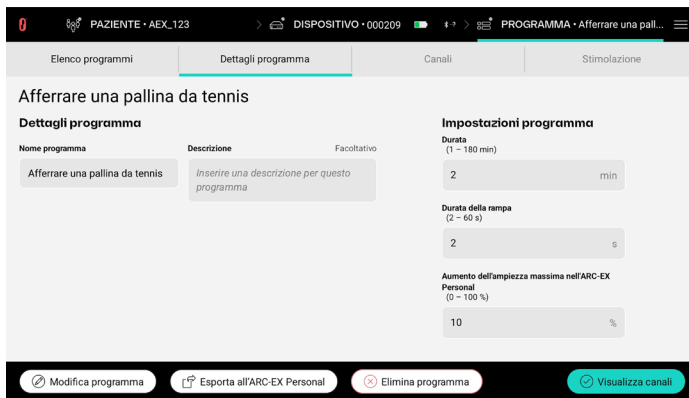 PAZIENTE • AEX_123
DISPOSITIVO • 000209
PROGRAMMA • Afferrare una pall...
Elenco programmi
Dettagli programma
Canali
Stimolazione
Afferrare una pallina da tennis
Dettagli programma
Nome programma
Afferrare una pallina da tennis
Descrizione
Facoltativo
Inserire una descrizione per questo
programma
Impostazioni programma
Durata
(1 – 180 min)
2 min
Durata della rampa
(2 – 60 s)
2 s
Aumento dell'ampiezza massima nell'ARC-EX
Personal
(0 – 100 %)
10 %
Modifica programma
Esporta all'ARC-EX Personal
Elimina programma
Visualizza canali